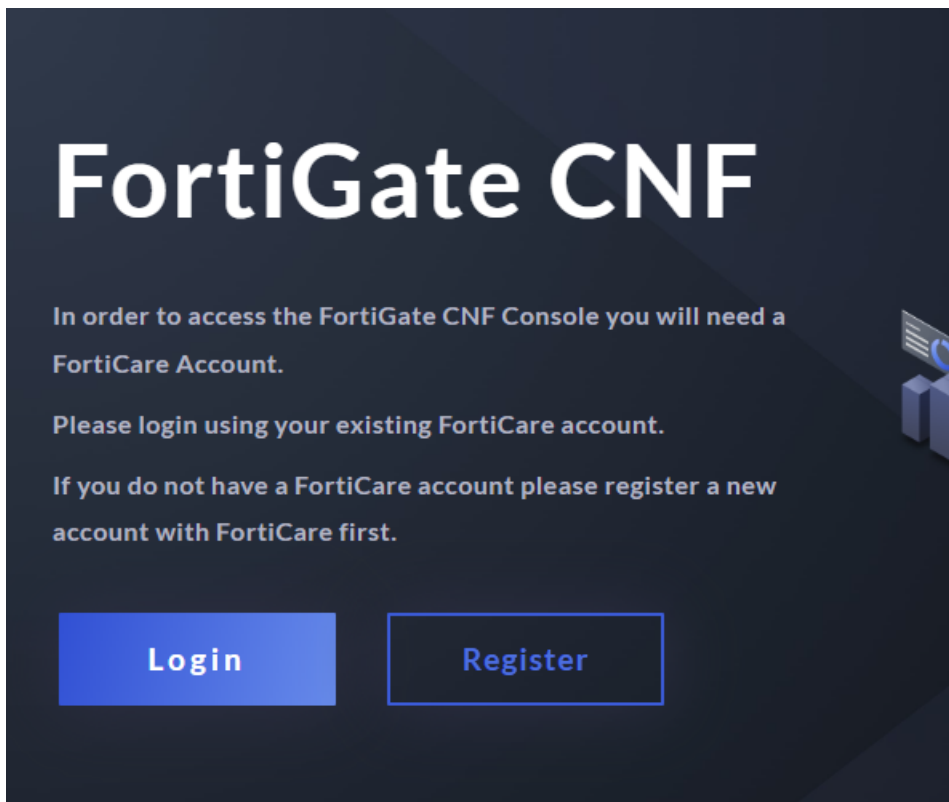 FortiGate CNF
In order to access the FortiGate CNF Console you will need a
FortiCare Account.
Please login using your existing FortiCare account.
If you do not have a FortiCare account please register a new
account with FortiCare first.
Login
Register